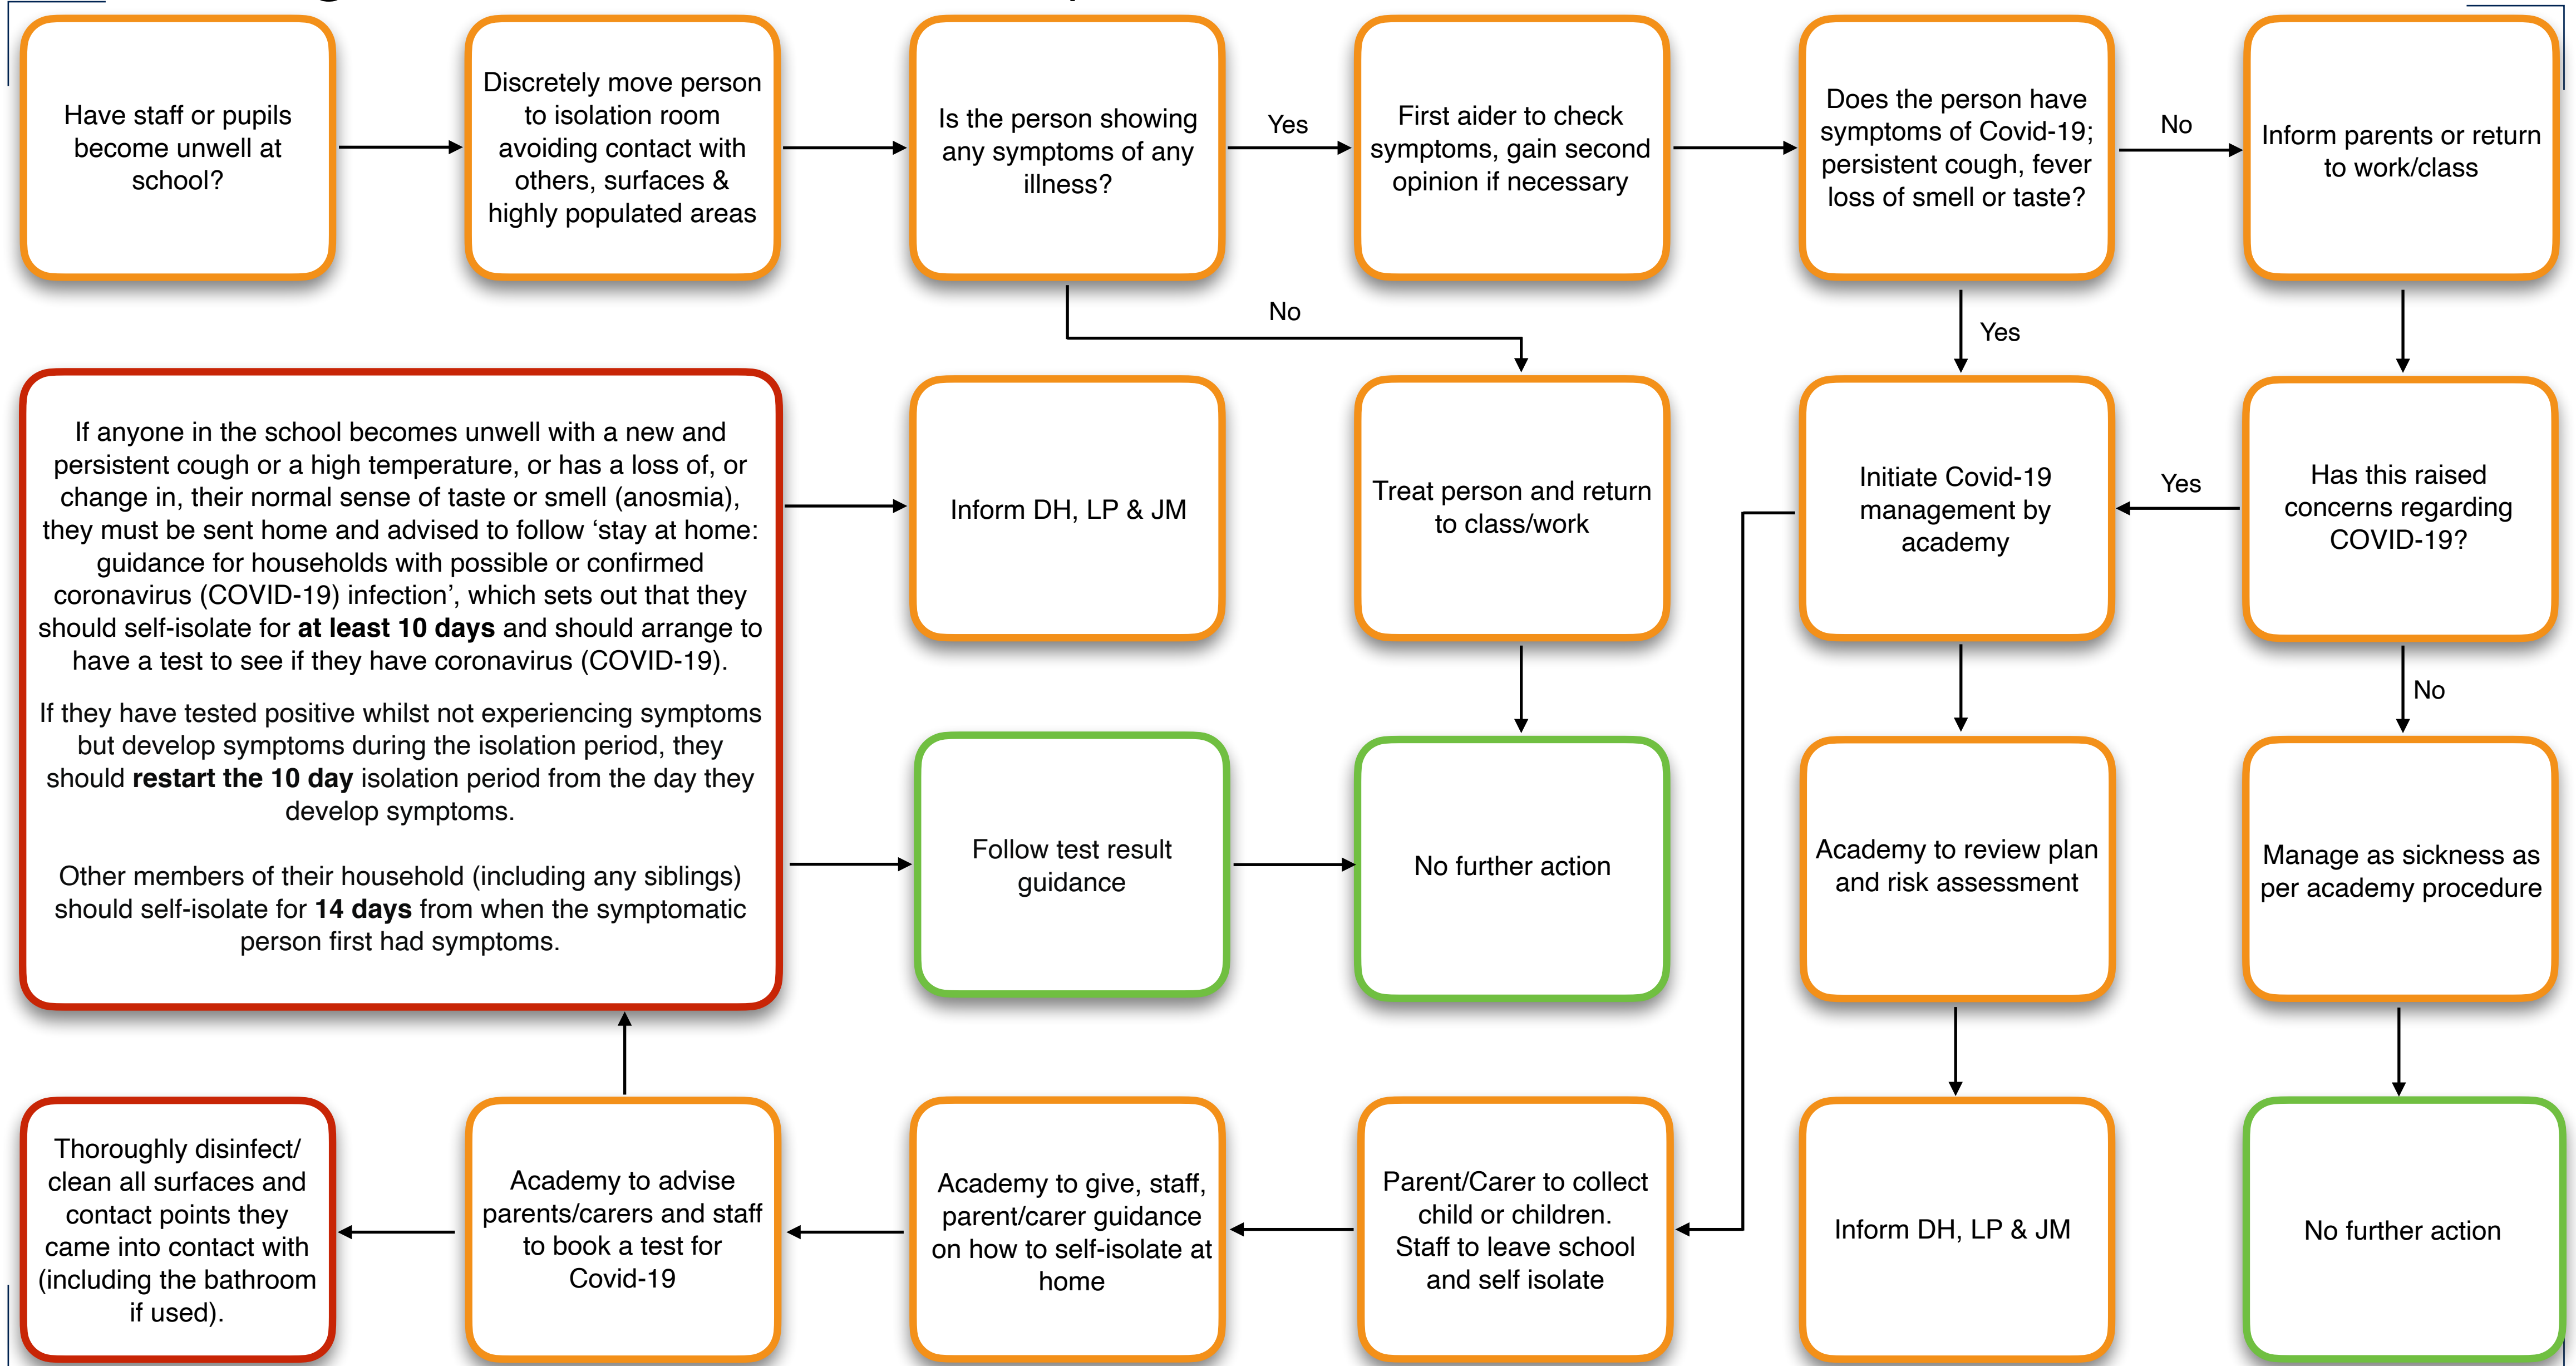 Have staff or pupils
become unwell at
school?
Discretely move person
to isolation room
avoiding contact with
others, surfaces &
highly populated areas
Is the person showing
any symptoms of any
illness?
Yes
First aider to check
symptoms, gain second
opinion if necessary
Does the person have
symptoms of Covid-19;
persistent cough, fever
loss of smell or taste?
No
Inform parents or return
to work/class
No
Yes
If anyone in the school becomes unwell with a new and
persistent cough or a high temperature, or has a loss of, or
change in, their normal sense of taste or smell (anosmia),
they must be sent home and advised to follow ‘stay at home:
guidance for households with possible or confirmed
coronavirus (COVID-19) infection’, which sets out that they
should self-isolate for at least 10 days and should arrange to
have a test to see if they have coronavirus (COVID-19).
If they have tested positive whilst not experiencing symptoms
but develop symptoms during the isolation period, they
should restart the 10 day isolation period from the day they
develop symptoms.
Other members of their household (including any siblings)
should self-isolate for 14 days from when the symptomatic
person first had symptoms.
Inform DH, LP & JM
Treat person and return
to class/work
Initiate Covid-19
management by
academy
Yes
Has this raised
concerns regarding
COVID-19?
No
Follow test result
guidance
No further action
Academy to review plan
and risk assessment
Manage as sickness as
per academy procedure
Thoroughly disinfect/
clean all surfaces and
contact points they
came into contact with
(including the bathroom
if used).
Academy to advise
parents/carers and staff
to book a test for
Covid-19
Academy to give, staff,
parent/carer guidance
on how to self-isolate at
home
Parent/Carer to collect
child or children.
Staff to leave school
and self isolate
Inform DH, LP & JM
No further action